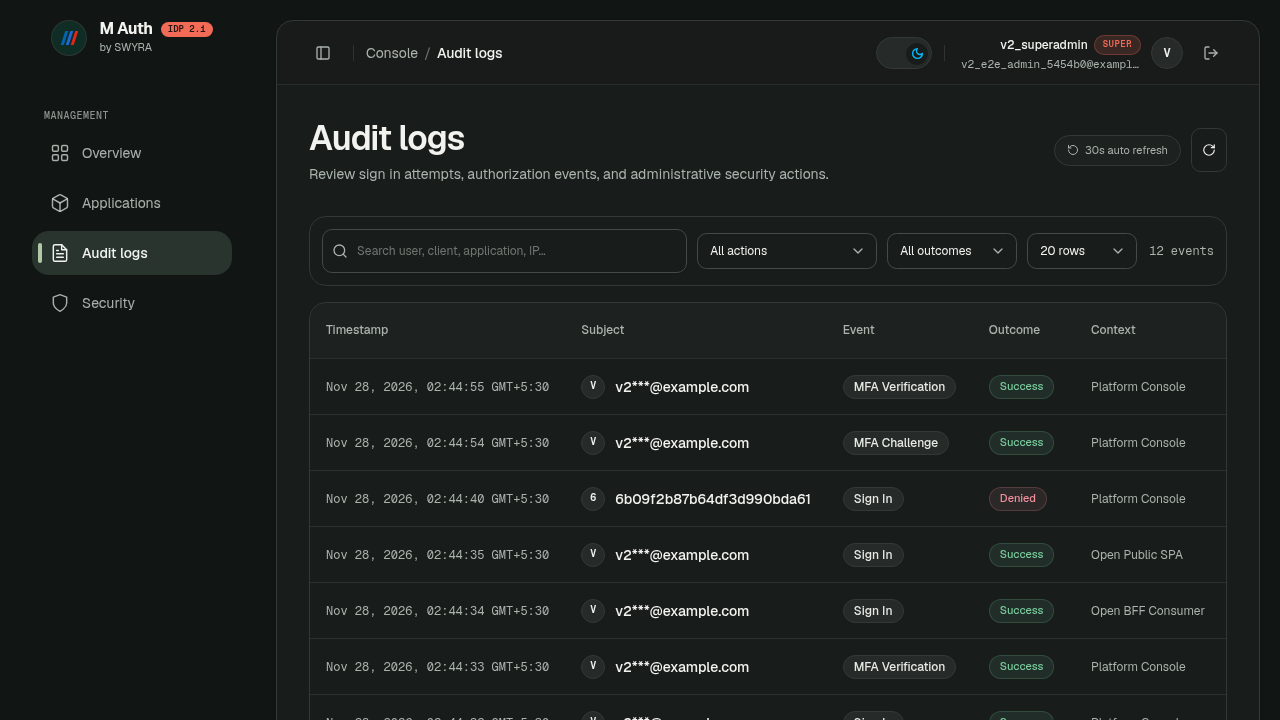 M Auth IDP 2.i
by SWYRA
MANAGEMENT
Overview
Applications
Audit logs
Security
Console / Audit logs
v2_superadmin SUPER
v2_e2e_admin_5454b0@exampl…
V
Audit logs
Review sign in attempts, authorization events, and administrative security actions.
30s auto refresh
Search user, client, application, IP…
All actions
All outcomes
20 rows
12 events
Timestamp Subject Event Outcome Context
Nov 28, 2026, 02:44:55 GMT+5:30 V v2***@example.com MFA Verification Success Platform Console
Nov 28, 2026, 02:44:54 GMT+5:30 V v2***@example.com MFA Challenge Success Platform Console
Nov 28, 2026, 02:44:40 GMT+5:30 6 6b09f2b87b64df3d990bda61 Sign In Denied Platform Console
Nov 28, 2026, 02:44:35 GMT+5:30 V v2***@example.com Sign In Success Open Public SPA
Nov 28, 2026, 02:44:34 GMT+5:30 V v2***@example.com Sign In Success Open BFF Consumer
Nov 28, 2026, 02:44:33 GMT+5:30 V v2***@example.com MFA Verification Success Platform Console